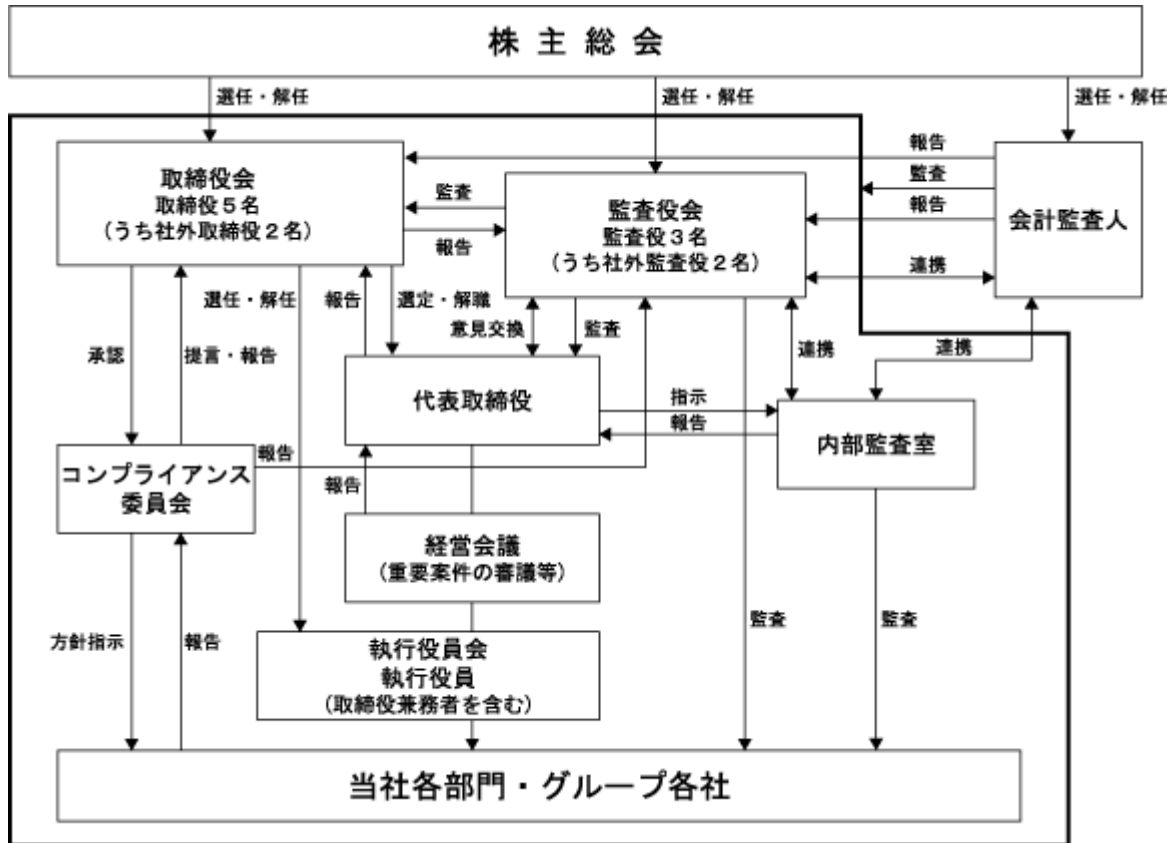 株主総会
選任・解任
選任・解任
選任・解任
取締役会
取締役５名
（うち社外取締役２名）
監査
報告
監査役会
監査役３名
（うち社外監査役２名）
報告
監査
報告
連携
会計監査人
承認
提言・報告
選任・解任
報告
選定・解職
意見交換
監査
連携
連携
代表取締役
指示
報告
内部監査室
コンプライアンス
委員会
報告
報告
経営会議
（重要案件の審議等）
方針指示
報告
執行役員会
執行役員
（取締役兼務者を含む）
監査
監査
当社各部門・グループ各社